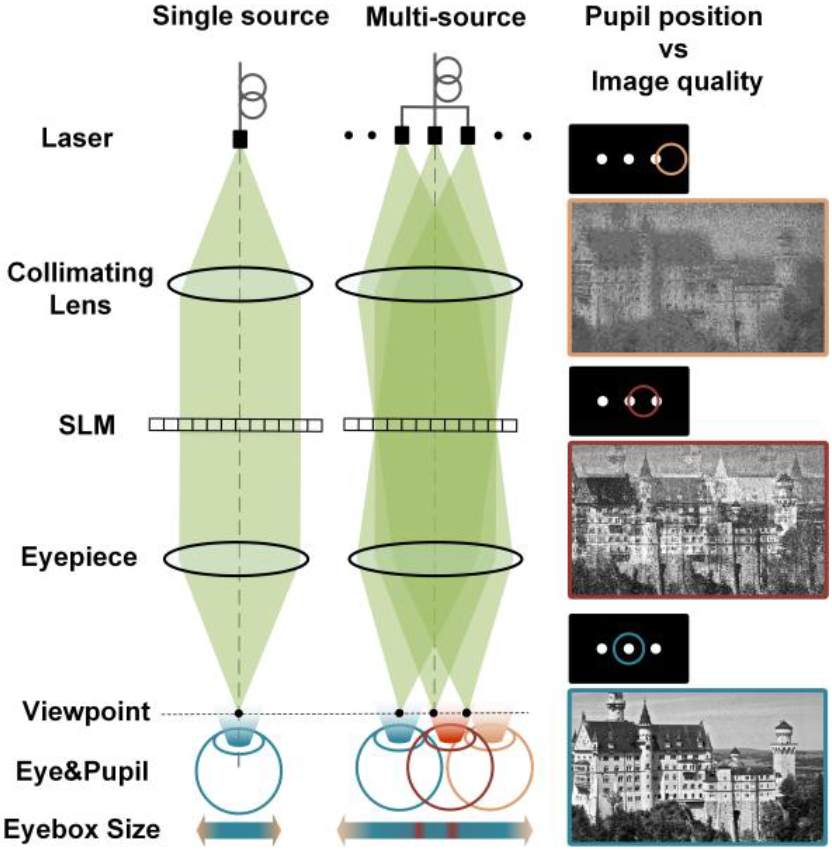 Single source
Multi-source
Pupil position
vs
Image quality
Laser
Collimating
Lens
SLM
Eyepiece
Viewpoint
Eye&Pupil
Eyebox Size